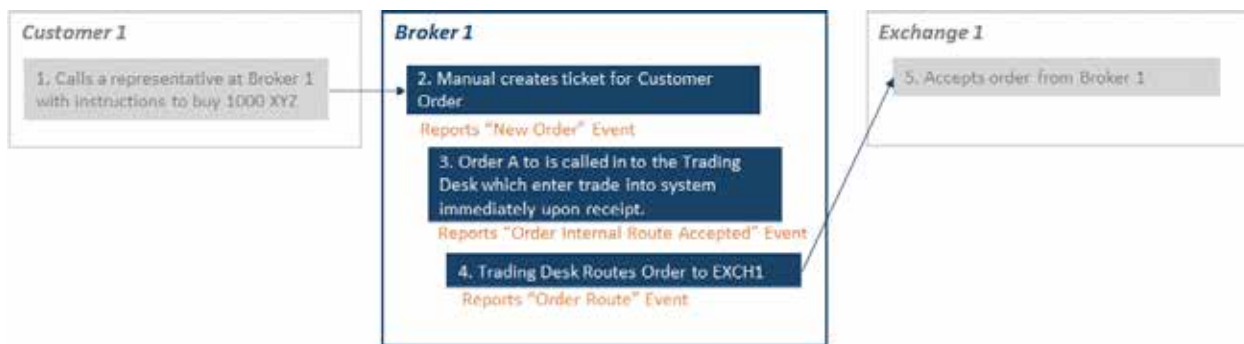 Customer 1
1. Calls a representative at Broker 1
with instructions to buy 1000 XYZ
Broker 1
2. Manual creates ticket for Customer
Order
Reports “New Order” Event
3. Order A to is called in to the Trading
Desk which enter trade into system
immediately upon receipt.
Reports “Order Internal Route Accepted” Event
4. Trading Desk Routes Order to EXCH1
Reports “Order Route” Event
Exchange 1
5. Accepts order from Broker 1